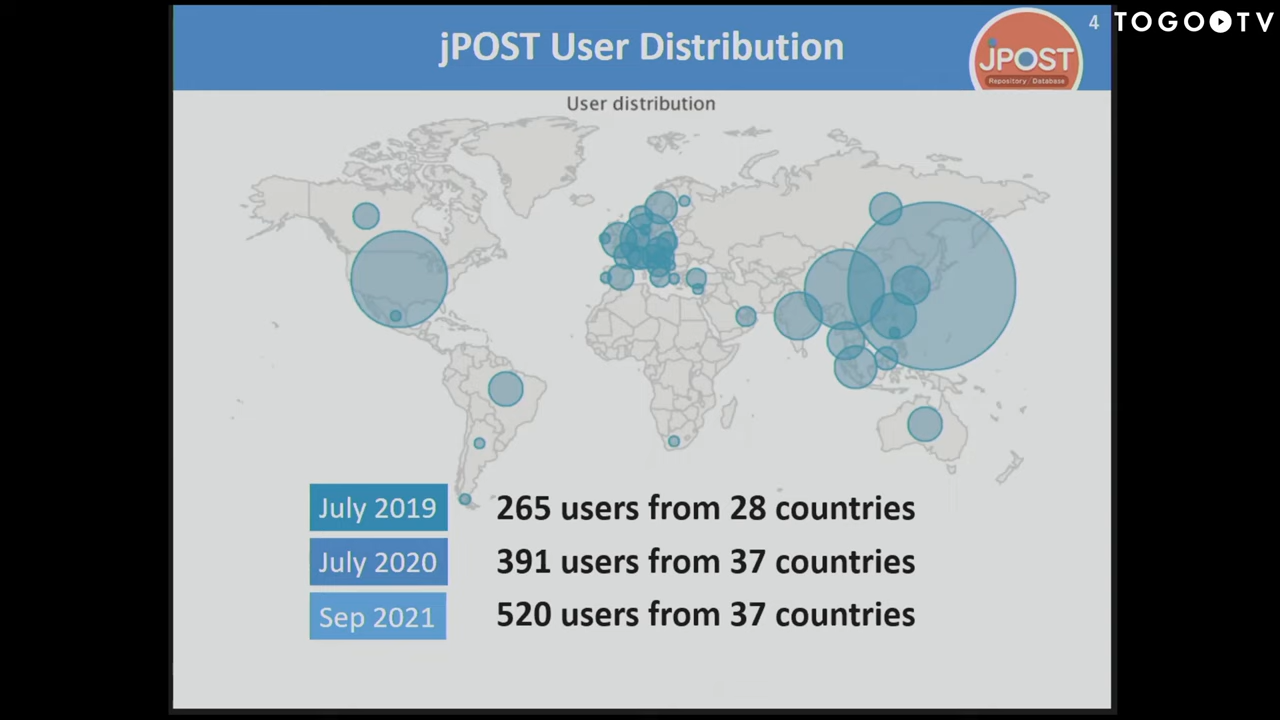 jPOST User Distribution
4
TOGO TV
jPOST
Repository / Database
User distribution
July 2019 265 users from 28 countries
July 2020 391 users from 37 countries
Sep 2021 520 users from 37 countries